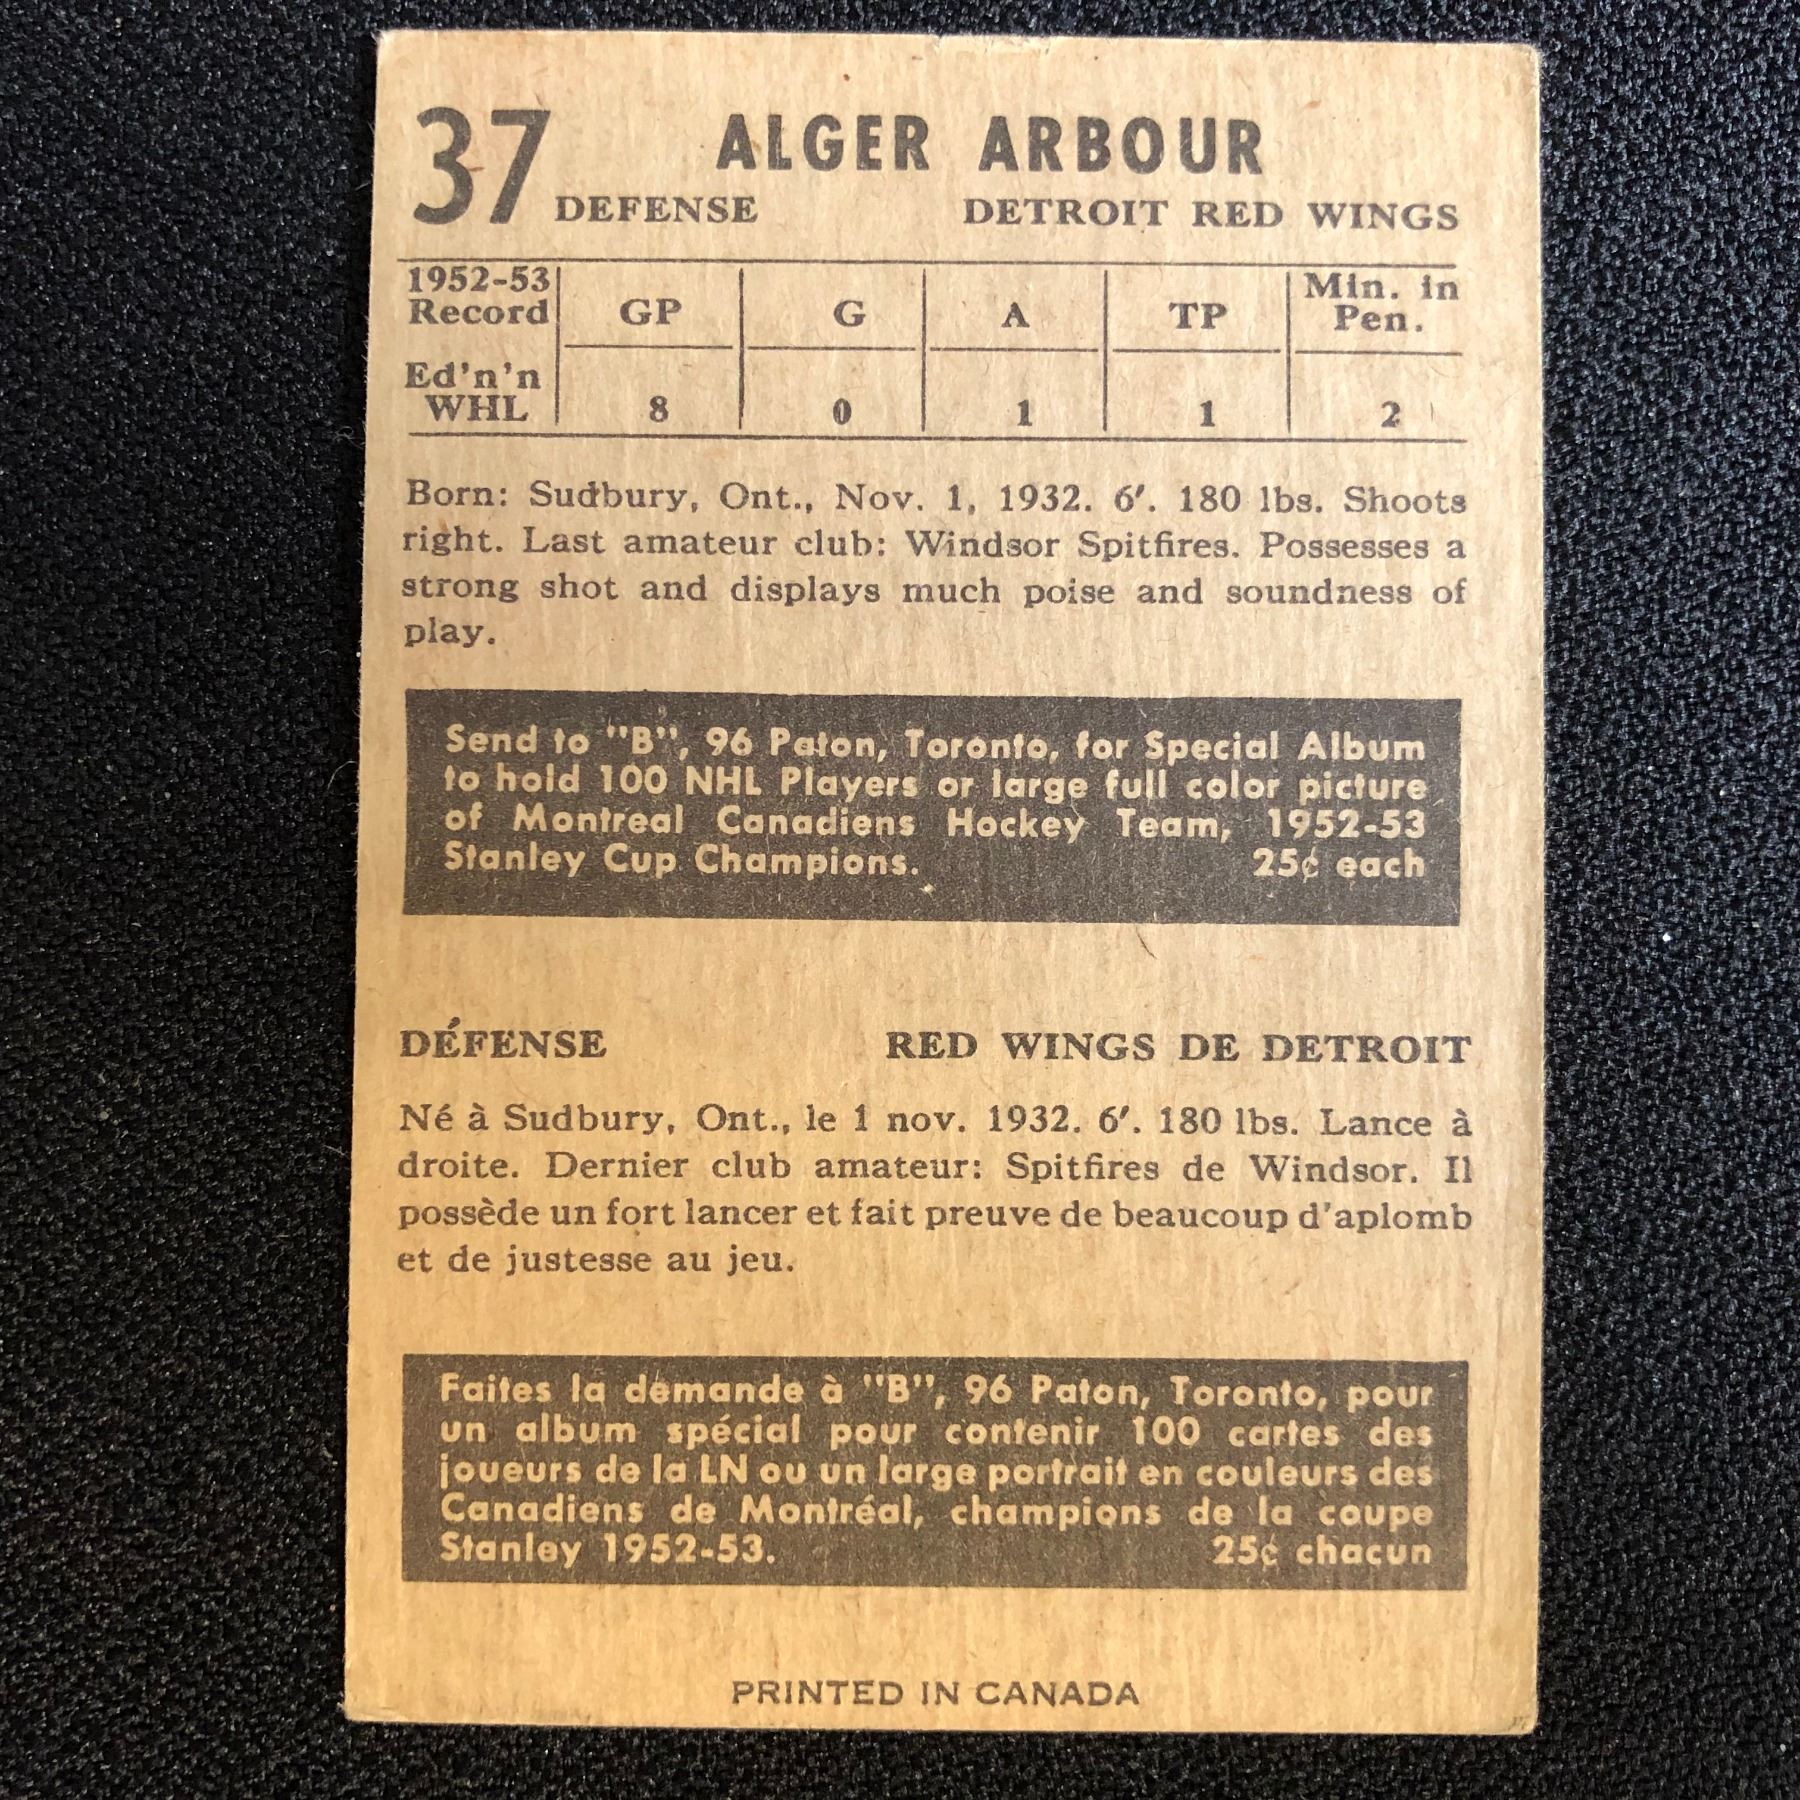 37 ALGER ARBOUR
DEFENSE DETROIT RED WINGS
1952-53 Record GP G A TP Min. in Pen.
Ed'n'n WHL 8 0 1 1 2
Born: Sudbury, Ont., Nov. 1, 1932. 6'. 180 lbs. Shoots
right. Last amateur club: Windsor Spitfires. Possesses a
strong shot and displays much poise and soundness of
play.
Send to "B", 96 Paton, Toronto, for Special Album
to hold 100 NHL Players or large full color picture
of Montreal Canadiens Hockey Team, 1952-53
Stanley Cup Champions. 25¢ each
DÉFENSE RED WINGS DE DETROIT
Né à Sudbury, Ont., le 1 nov. 1932. 6'. 180 lbs. Lance à
droite. Dernier club amateur: Spitfires de Windsor. Il
possède un fort lancer et fait preuve de beaucoup d'aplomb
et de justesse au jeu.
Faites la demande à "B", 96 Paton, Toronto, pour
un album spécial pour contenir 100 cartes des
joueurs de la LN ou un large portrait en couleurs des
Canadiens de Montréal, champions de la coupe
Stanley 1952-53. 25¢ chacun
PRINTED IN CANADA